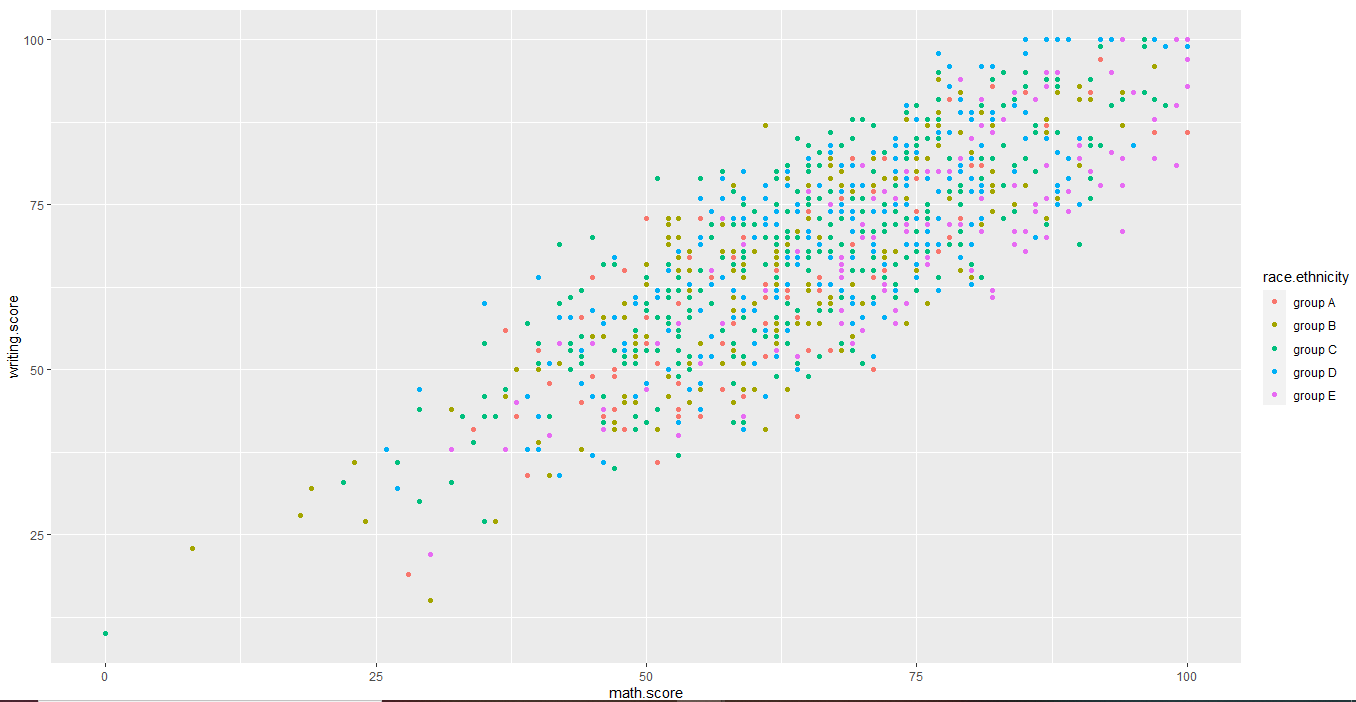 100
75
50
25
writing.score
0
25
50
75
100
math.score
race.ethnicity
group A
group B
group C
group D
group E